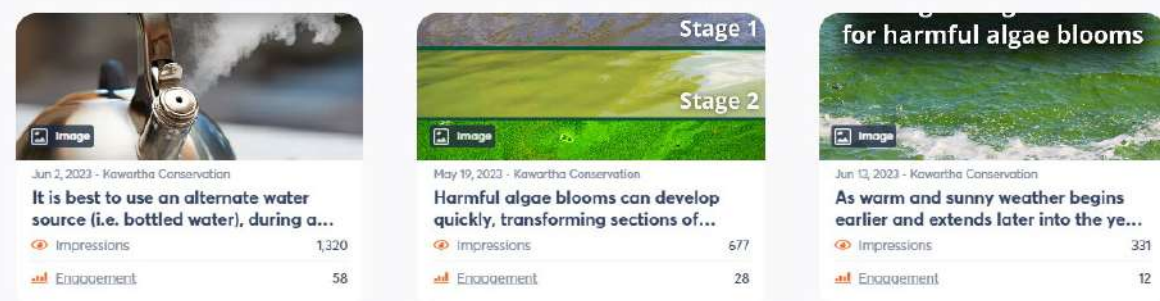 Image
Jun 2, 2023 - Kawartha Conservation
It is best to use an alternate water
source (i.e. bottled water), during a...
Impressions 1,320
Engagement 58
Stage 1
Stage 2
Image
May 19, 2023 - Kawartha Conservation
Harmful algae blooms can develop
quickly, transforming sections of...
Impressions 677
Engagement 28
for harmful algae blooms
Image
Jun 13, 2023 - Kawartha Conservation
As warm and sunny weather begins
earlier and extends later into the ye...
Impressions 331
Engagement 12